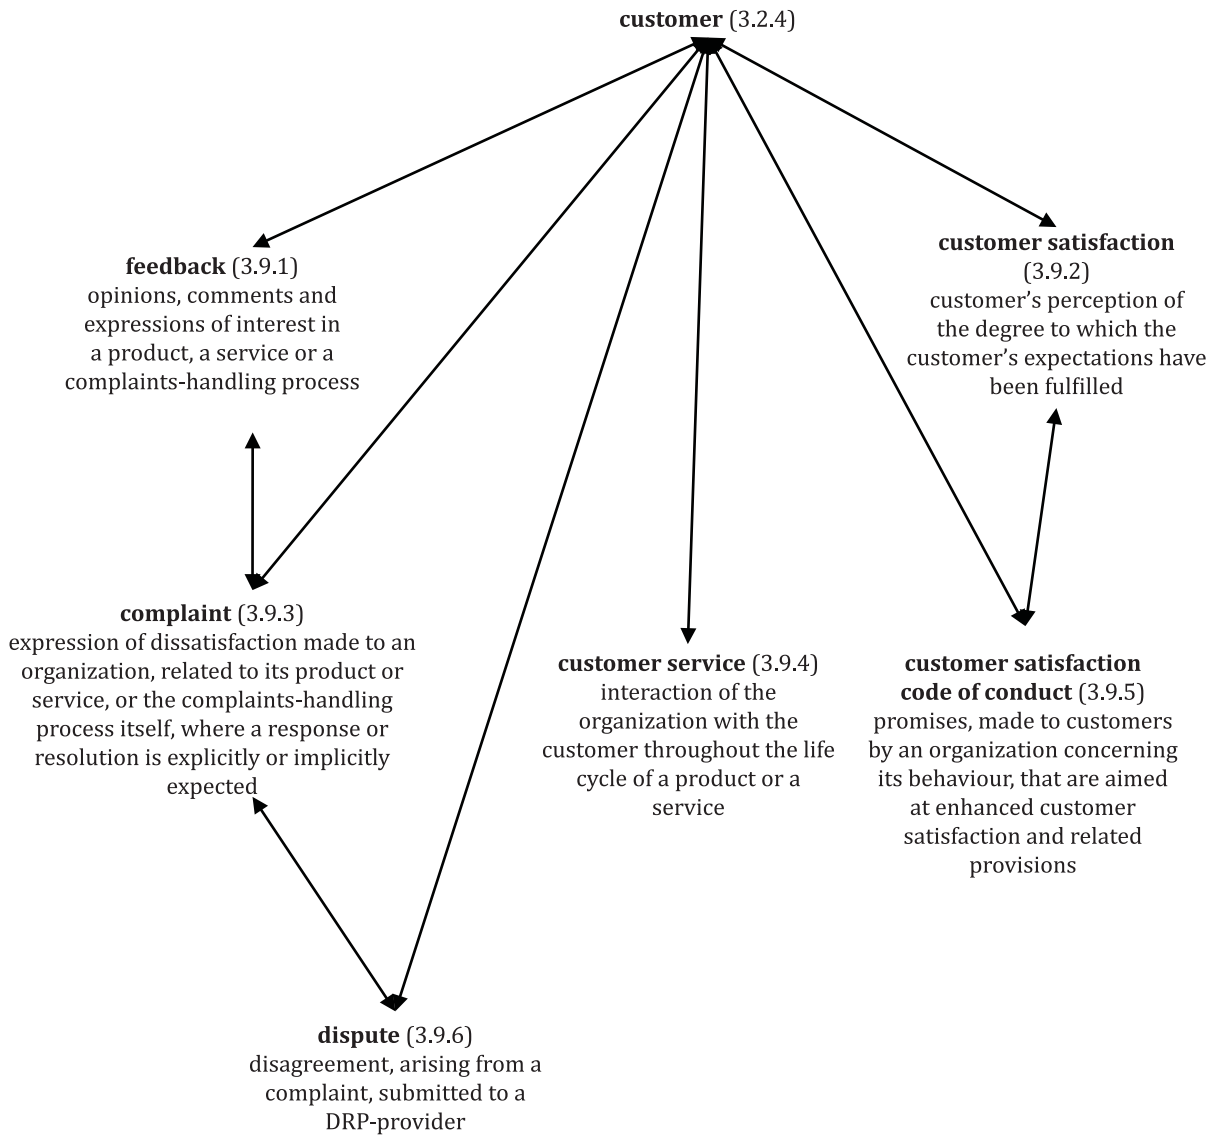 customer (3.2.4)
feedback (3.9.1)
opinions, comments and
expressions of interest in
a product, a service or a
complaints-handling process
customer satisfaction
(3.9.2)
customer’s perception of
the degree to which the
customer’s expectations have
been fulfilled
complaint (3.9.3)
expression of dissatisfaction made to an
organization, related to its product or
service, or the complaints-handling
process itself, where a response or
resolution is explicitly or implicitly
expected
customer service (3.9.4)
interaction of the
organization with the
customer throughout the life
cycle of a product or a
service
customer satisfaction
code of conduct (3.9.5)
promises, made to customers
by an organization concerning
its behaviour, that are aimed
at enhanced customer
satisfaction and related
provisions
dispute (3.9.6)
disagreement, arising from a
complaint, submitted to a
DRP-provider